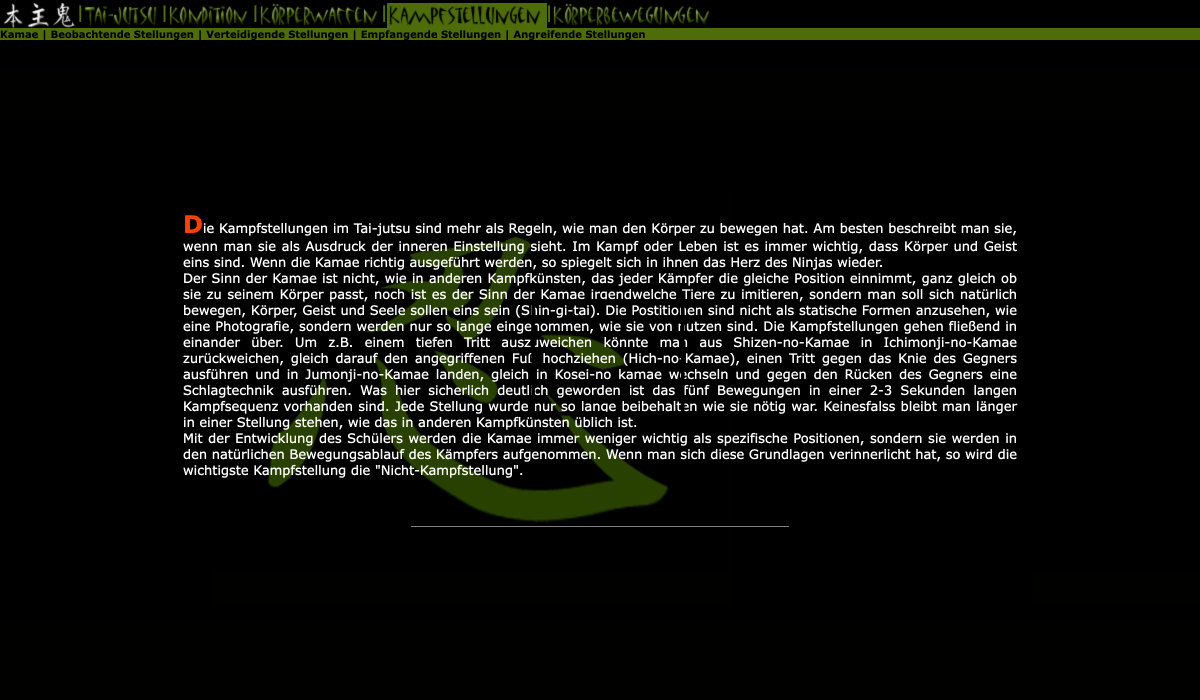 本主鬼 | TAI-JUTSU | KONDITION | KÖRPERWAFFEN | KAMPFSTELLUNGEN | KÖRPERBEWEGUNGEN
Kamae | Beobachtende Stellungen | Verteidigende Stellungen | Empfangende Stellungen | Angreifende Stellungen
Die Kampfstellungen im Tai-jutsu sind mehr als Regeln, wie man den Körper zu bewegen hat. Am besten beschreibt man sie,
wenn man sie als Ausdruck der inneren Einstellung sieht. Im Kampf oder Leben ist es immer wichtig, dass Körper und Geist
eins sind. Wenn die Kamae richtig ausgeführt werden, so spiegelt sich in ihnen das Herz des Ninjas wieder.
Der Sinn der Kamae ist nicht, wie in anderen Kampfkünsten, das jeder Kämpfer die gleiche Position einnimmt, ganz gleich ob
sie zu seinem Körper passt, noch ist es der Sinn der Kamae irgendwelche Tiere zu imitieren, sondern man soll sich natürlich
bewegen, Körper, Geist und Seele sollen eins sein (Shin-gi-tai). Die Postitionen sind nicht als statische Formen anzusehen, wie
eine Photografie, sondern werden nur so lange eingenommen, wie sie von nutzen sind. Die Kampfstellungen gehen fließend in
einander über. Um z.B. einem tiefen Tritt auszuweichen könnte man aus Shizen-no-Kamae in Ichimonji-no-Kamae
zurückweichen, gleich darauf den angegriffenen Fuß hochziehen (Hich-no-Kamae), einen Tritt gegen das Knie des Gegners
ausführen und in Jumonji-no-Kamae landen, gleich in Kosei-no kamae wechseln und gegen den Rücken des Gegners eine
Schlagtechnik ausführen. Was hier sicherlich deutlich geworden ist das fünf Bewegungen in einer 2-3 Sekunden langen
Kampfsequenz vorhanden sind. Jede Stellung wurde nur so lange beibehalten wie sie nötig war. Keinesfalss bleibt man länger
in einer Stellung stehen, wie das in anderen Kampfkünsten üblich ist.
Mit der Entwicklung des Schülers werden die Kamae immer weniger wichtig als spezifische Positionen, sondern sie werden in
den natürlichen Bewegungsablauf des Kämpfers aufgenommen. Wenn man sich diese Grundlagen verinnerlicht hat, so wird die
wichtigste Kampfstellung die "Nicht-Kampfstellung".